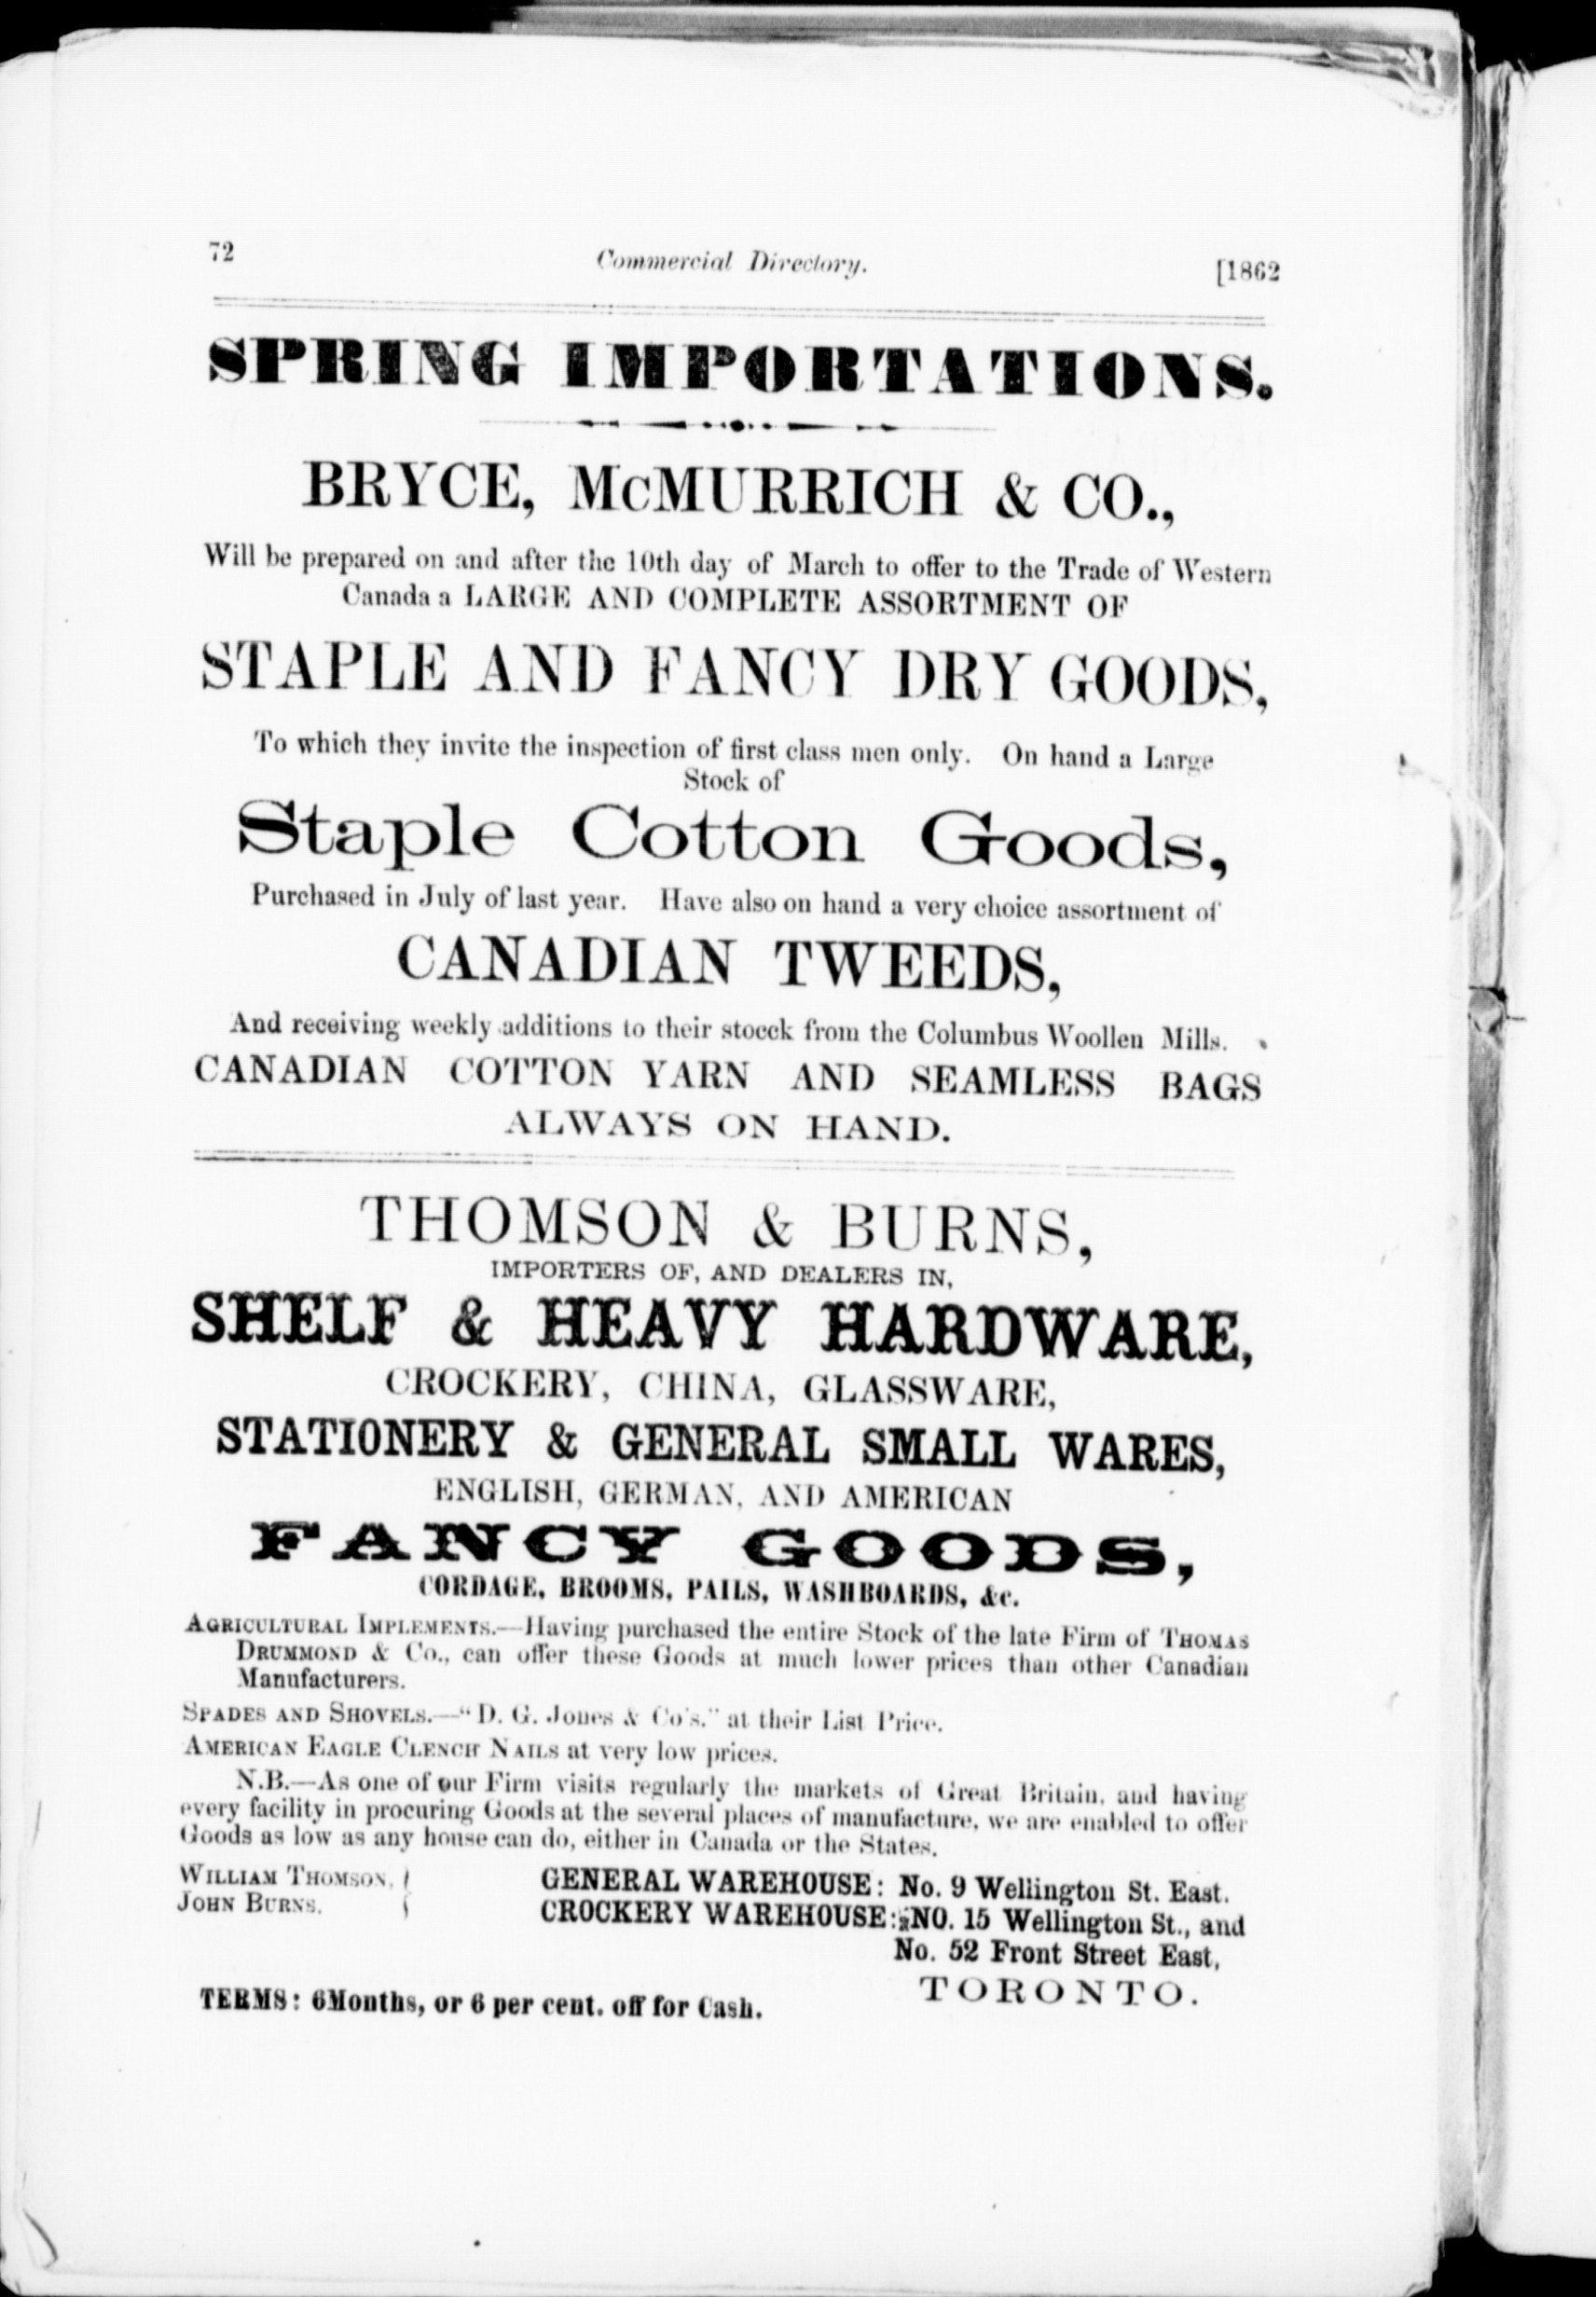 72
Commercial Directory.
[1862
SPRING IMPORTATIONS.
BRYCE, McMURRICH & CO.,
Will be prepared on and after the 10th day of March to offer to the Trade of Western
Canada a LARGE AND COMPLETE ASSORTMENT OF
STAPLE AND FANCY DRY GOODS,
To which they invite the inspection of first class men only. On hand a Large
Stock of
Staple Cotton Goods,
Purchased in July of last year. Have also on hand a very choice assortment of
CANADIAN TWEEDS,
And receiving weekly additions to their stocck from the Columbus Woollen Mills.
CANADIAN COTTON YARN AND SEAMLESS BAGS
ALWAYS ON HAND.
THOMSON & BURNS,
IMPORTERS OF, AND DEALERS IN,
SHELF & HEAVY HARDWARE,
CROCKERY, CHINA, GLASSWARE,
STATIONERY & GENERAL SMALL WARES,
ENGLISH, GERMAN, AND AMERICAN
FANCY GOODS,
CORDAGE, BROOMS, PAILS, WASHBOARDS, &c.
AGRICULTURAL IMPLEMENTS.—Having purchased the entire Stock of the late Firm of THOMAS
DRUMMOND & Co., can offer these Goods at much lower prices than other Canadian
Manufacturers.
SPADES AND SHOVELS.—"D. G. Jones & Co's." at their List Price.
AMERICAN EAGLE CLENCH NAILS at very low prices.
N.B.—As one of our Firm visits regularly the markets of Great Britain, and having
every facility in procuring Goods at the several places of manufacture, we are enabled to offer
Goods as low as any house can do, either in Canada or the States.
WILLIAM THOMSON,
JOHN BURNS.
GENERAL WAREHOUSE: No. 9 Wellington St. East.
CROCKERY WAREHOUSE: NO. 15 Wellington St., and
No. 52 Front Street East,
TORONTO.
TERMS: 6 Months, or 6 per cent. off for Cash.